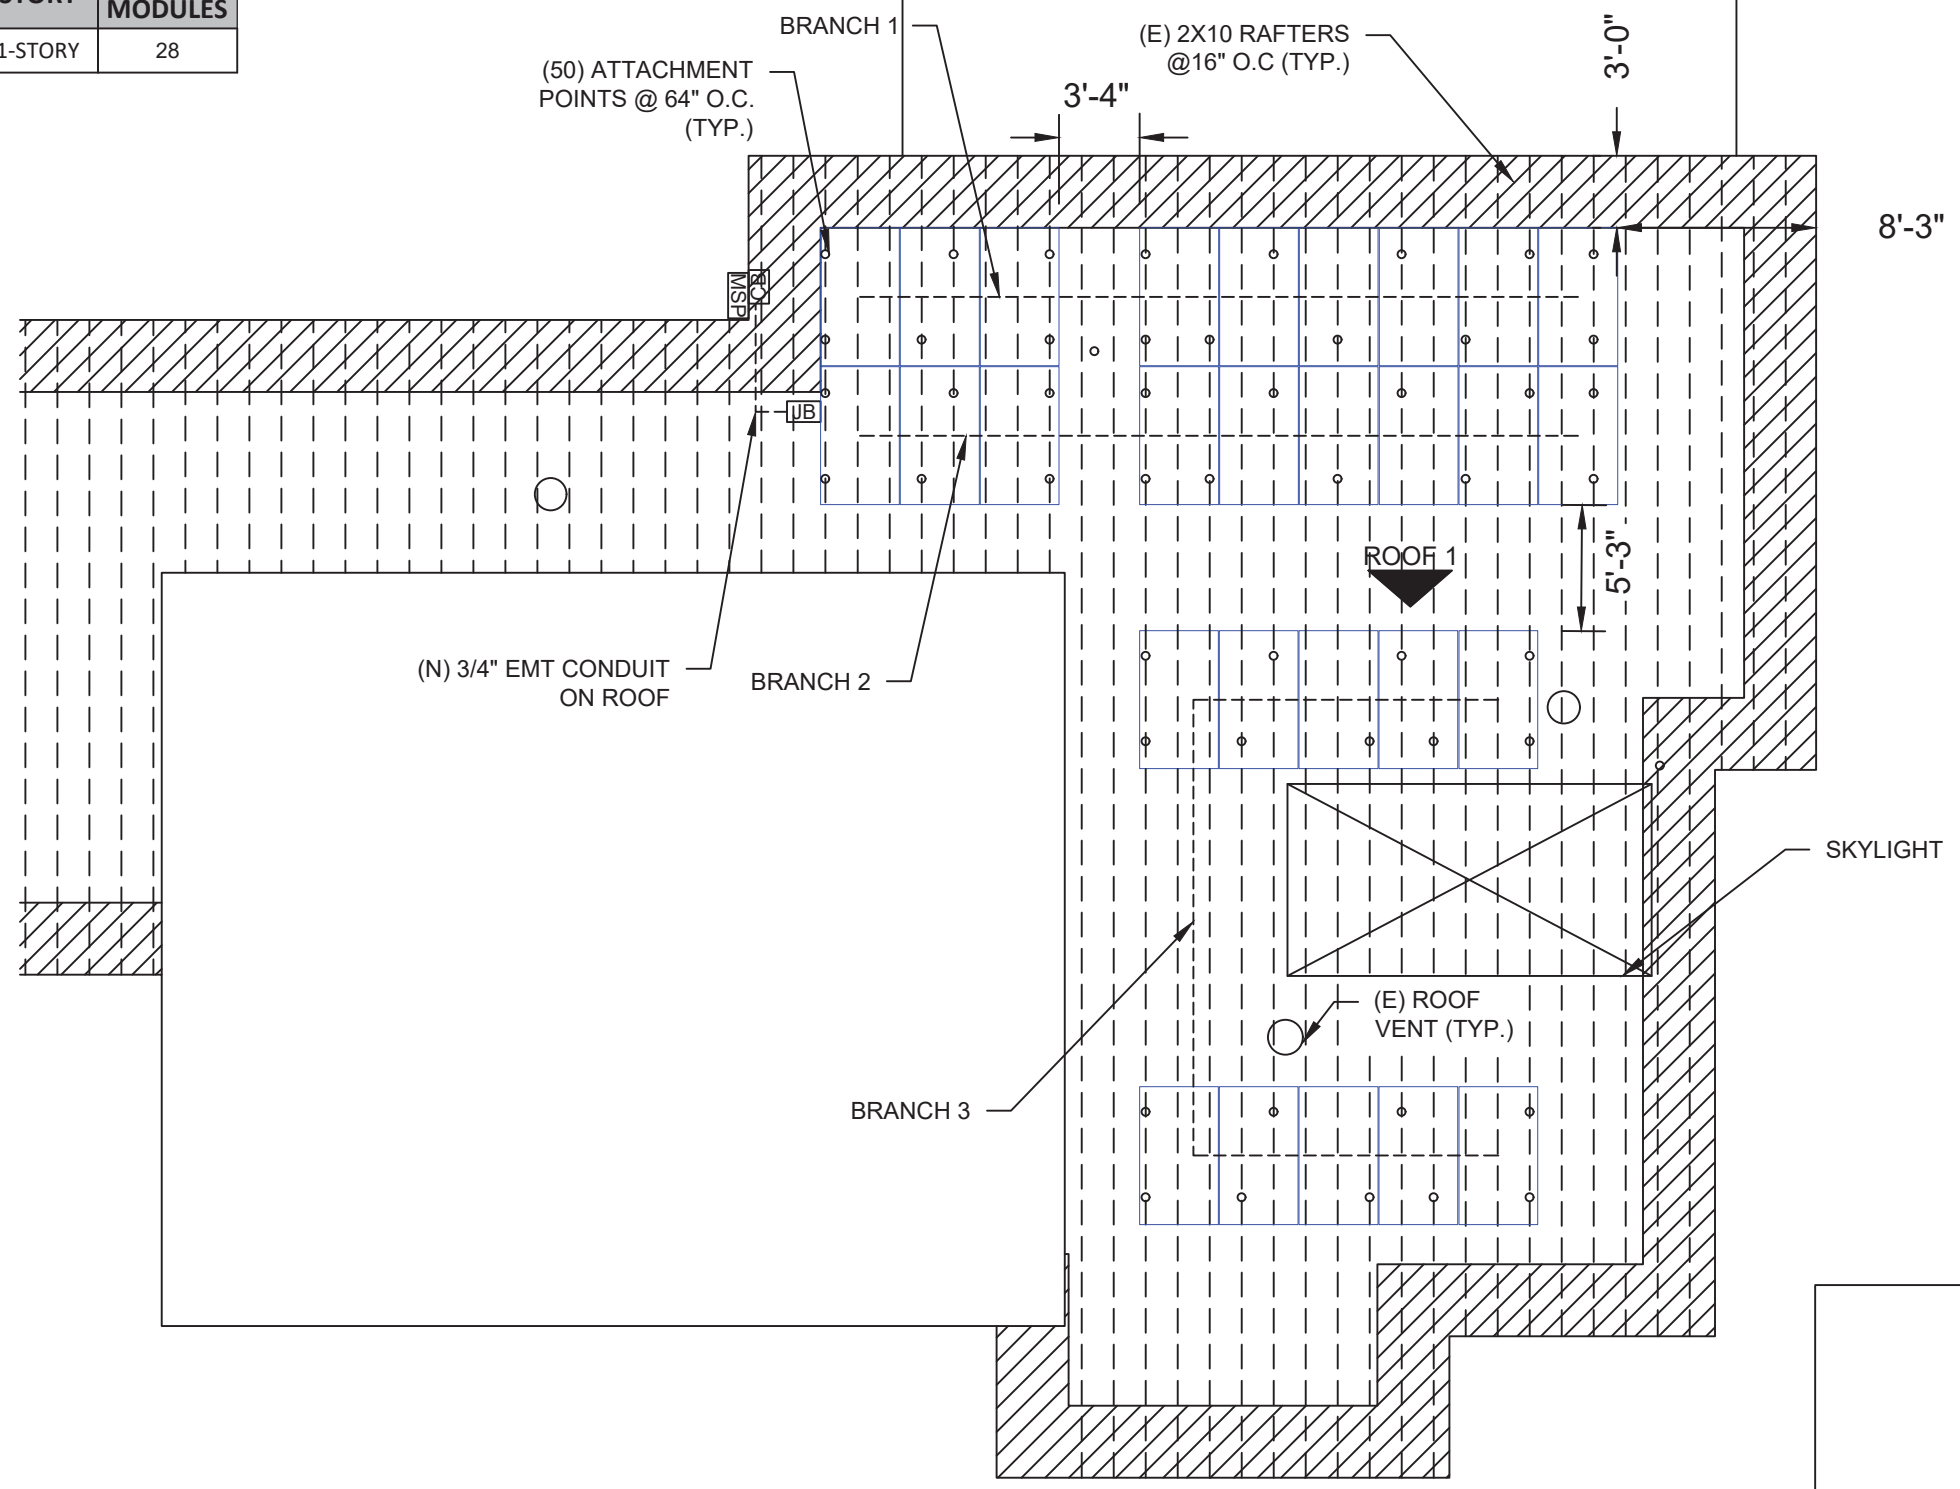 MODULES
1-STORY
28
BRANCH 1
(E) 2X10 RAFTERS
@16" O.C (TYP.)
3'-0"
(50) ATTACHMENT
POINTS @ 64" O.C.
(TYP.)
3'-4"
8'-3"
MSP
JB
ROOF 1
5'-3"
(N) 3/4" EMT CONDUIT
ON ROOF
BRANCH 2
SKYLIGHT
(E) ROOF
VENT (TYP.)
BRANCH 3